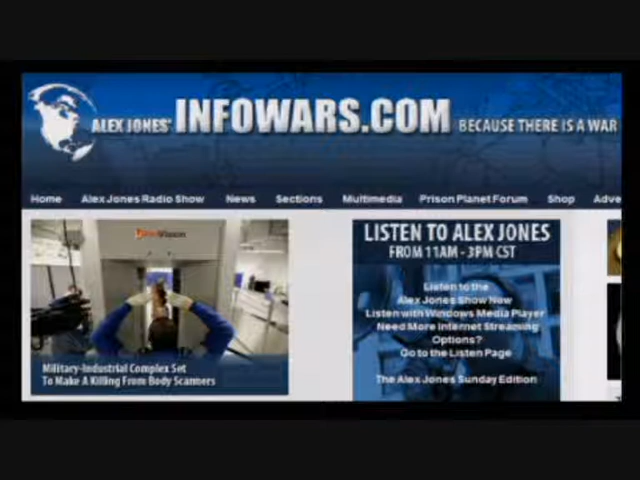 ALEX JONES' INFOWARS.COM BECAUSE THERE IS A WAR
Home Alex Jones Radio Show News Sections Multimedia Prison Planet Forum Shop Adve
LISTEN TO ALEX JONES
FROM 11AM - 3PM CST
Listen to the
Alex Jones Show Now
Listen with Windows Media Player
Need More Internet Streaming
Options?
Go to the Listen Page
The Alex Jones Sunday Edition
Military-Industrial Complex Set
To Make A Killing From Body Scanners